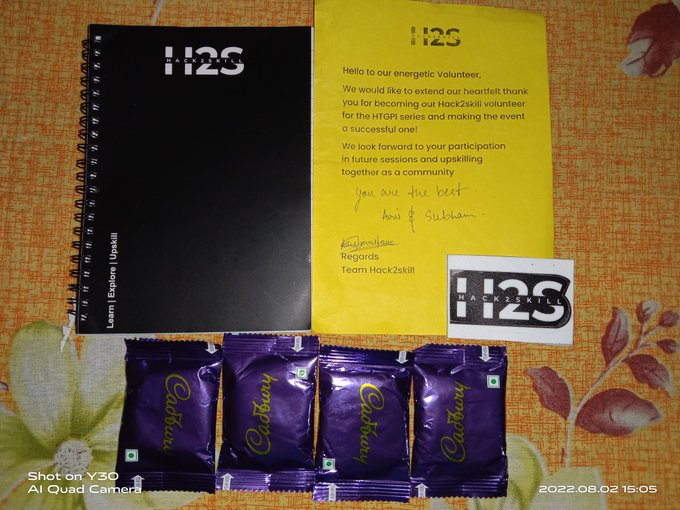 H2S
HACK2SKILL
Learn | Explore | Upskill
H2S
HACK2SKILL
Hello to our energetic Volunteer,
We would like to extend our heartfelt thank
you for becoming our Hack2skill volunteer
for the HTGPI series and making the event
a successful one!
We look forward to your participation
in future sessions and upskilling
together as a community
you are the best.
& Subham.
Regards
Team Hack2skill
H2S
HACK2SKILL
Cadbury
Cadbury
Cadbury
Cadbury
Shot on Y30
AI Quad Camera
2022.08.02 15:05